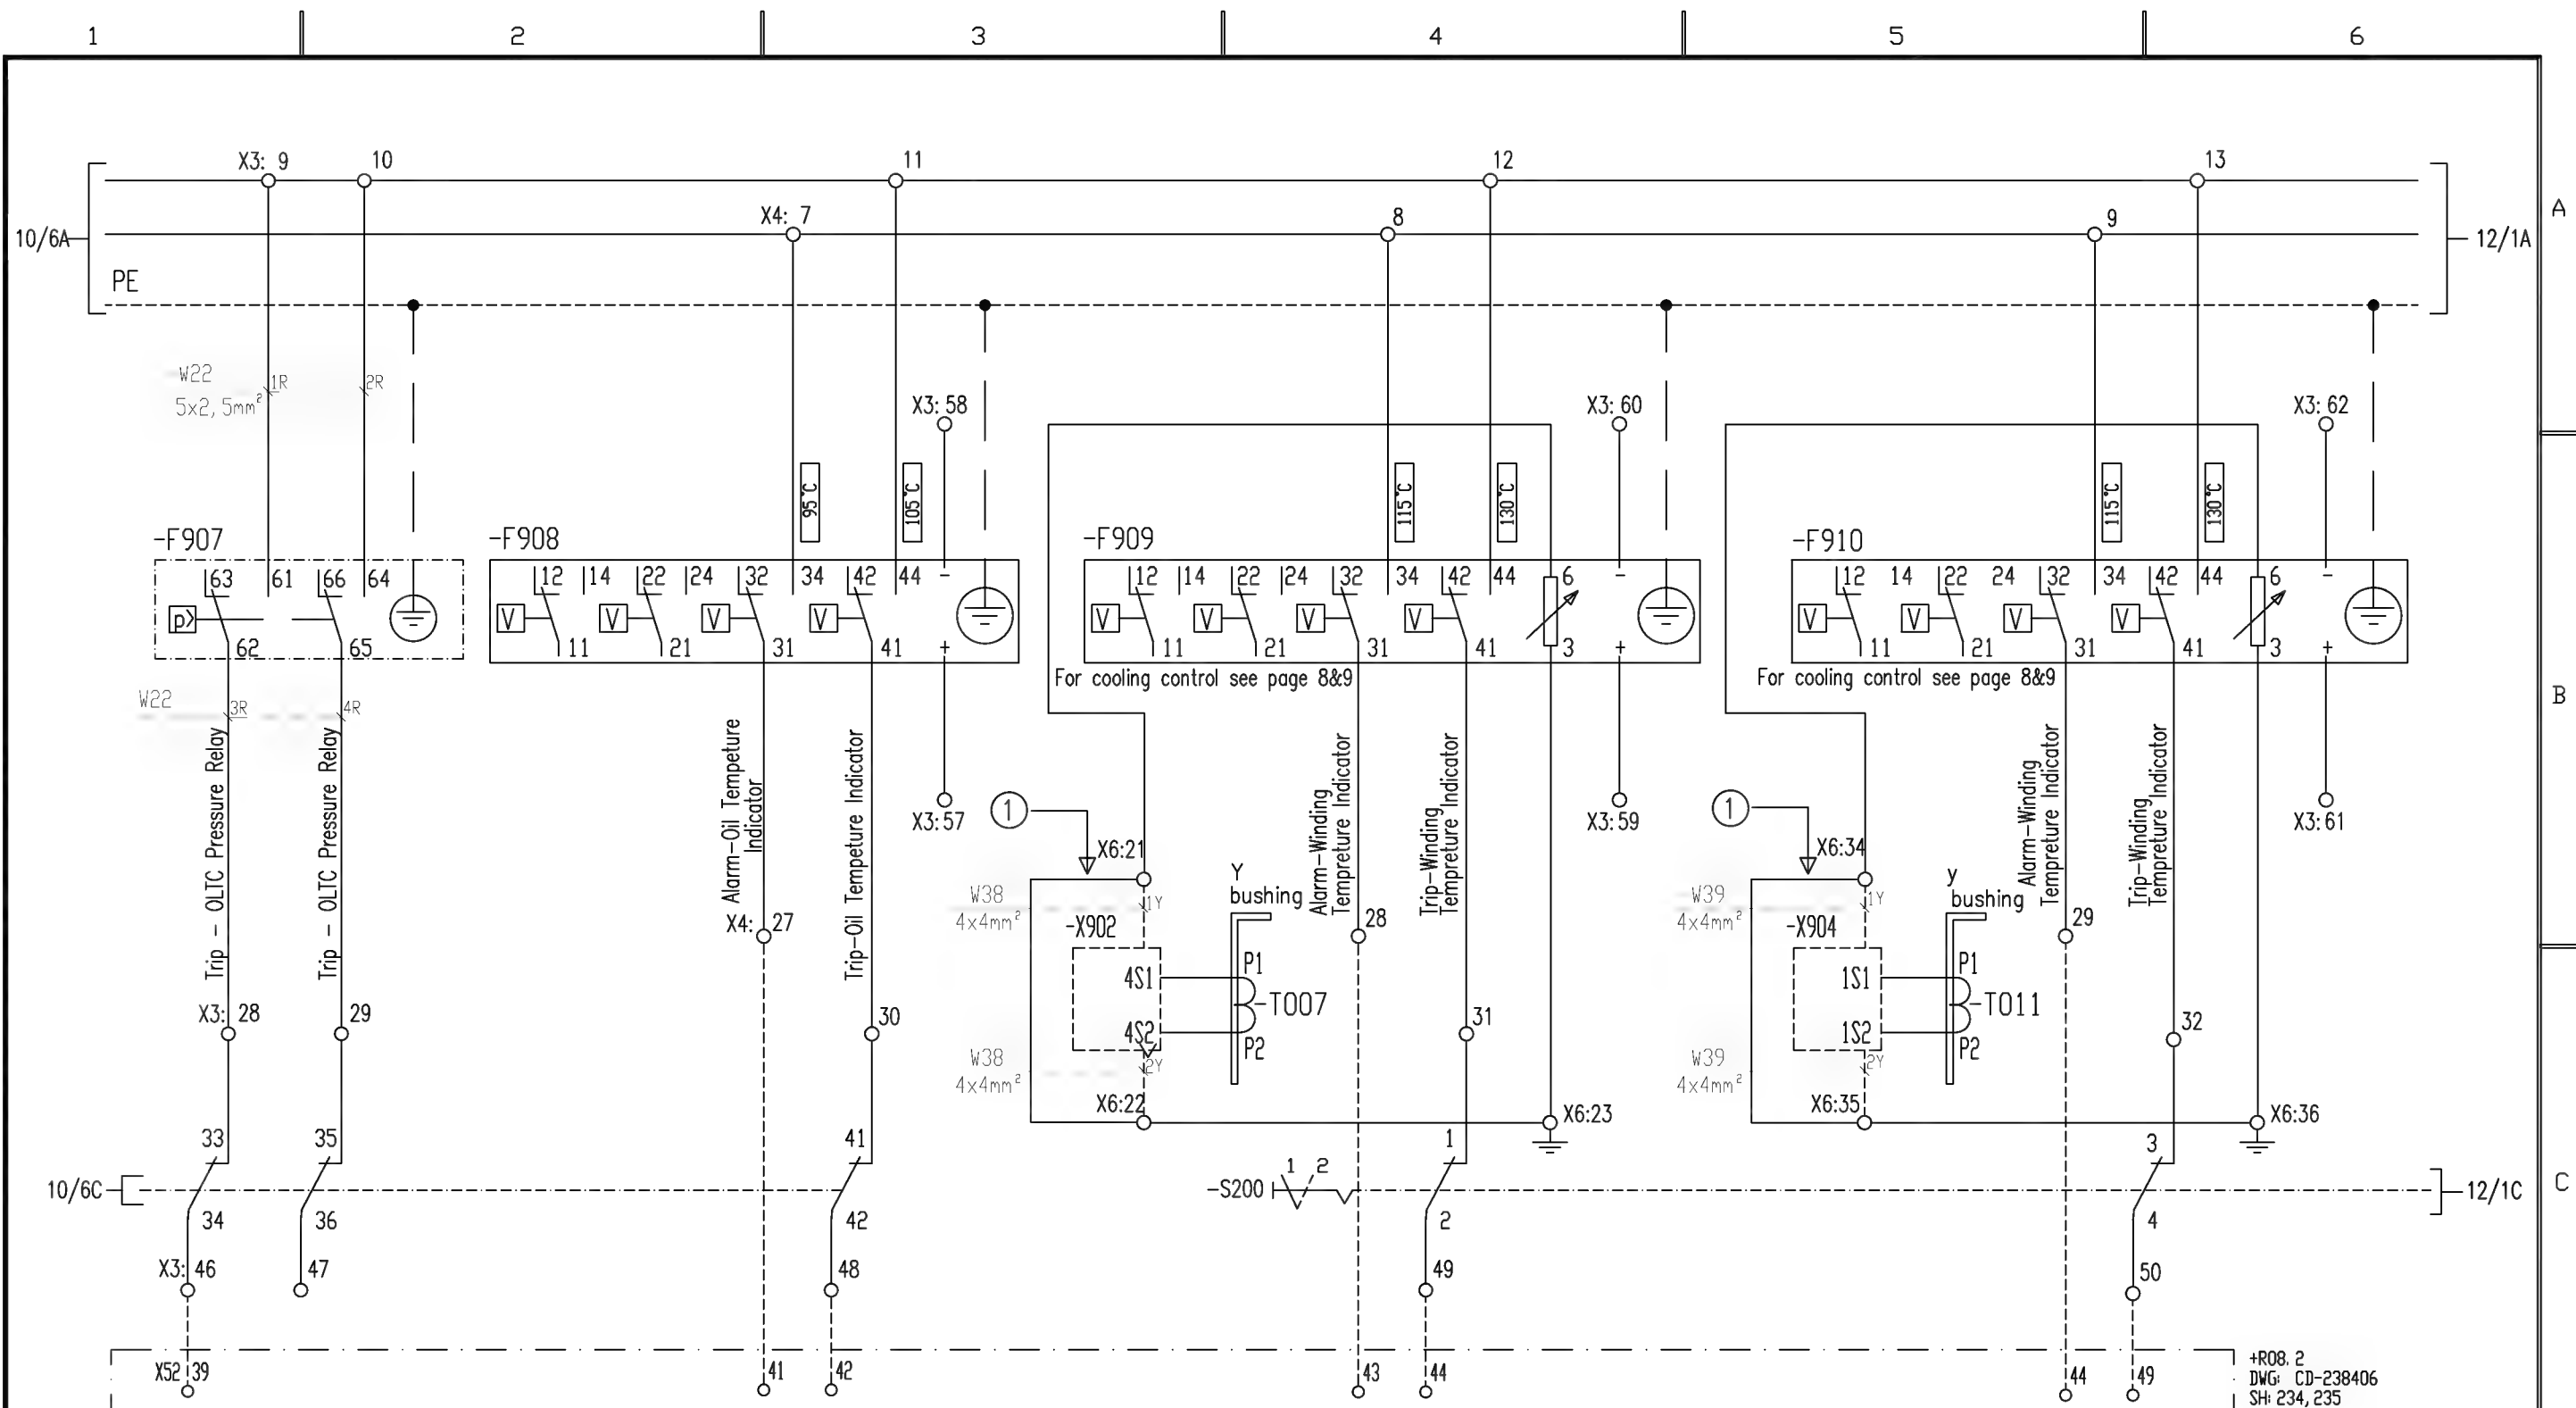 1 2 3 4 5 6
X3: 9 10 11 12 13
A
X4: 7 8 9
10/6A 12/1A
PE
W22 1R 2R
5x2,5mm²
X3:58 X3:60 X3:62
95°C 105°C 115°C 130°C 115°C 130°C
-F907 -F908 -F909 -F910
63 61 66 64 12 14 22 24 32 34 42 44 - 12 14 22 24 32 34 42 44 6 - 12 14 22 24 32 34 42 44 6 -
p> V V V V V V V V V V V V
62 65 11 21 31 41 + 11 21 31 41 3 + 11 21 31 41 3 +
For cooling control see page 8&9
For cooling control see page 8&9
B
W22 3R 4R
Trip - OLTC Pressure Relay
Trip - OLTC Pressure Relay
Alarm-Oil Tempeture
Indicator
Trip-Oil Tempeture Indicator
Alarm-Winding
Tempreture Indicator
Trip-Winding
Tempreture Indicator
Alarm-Winding
Tempreture Indicator
Trip-Winding
Tempreture Indicator
X3:57 X3:59 X3:61
1 1
X6:21 X6:34
Y
bushing
y
bushing
W38 1Y
4x4mm²
W39 1Y
4x4mm²
-X902 -X904
X4: 27 28 29
4S1 P1 1S1 P1
-T007 -T011
4S2 P2 1S2 P2
X3: 28 29 30 31 32
W38 2Y
4x4mm²
W39 2Y
4x4mm²
X6:22 X6:23 X6:35 X6:36
33 35 41 1 3
10/6C -S200 1 2 12/1C
C
34 36 42 2 4
X3: 46 47 48 49 50
X52 39 41 42 43 44 44 49
+R08.2
DWG: CD-238406
SH: 234,235